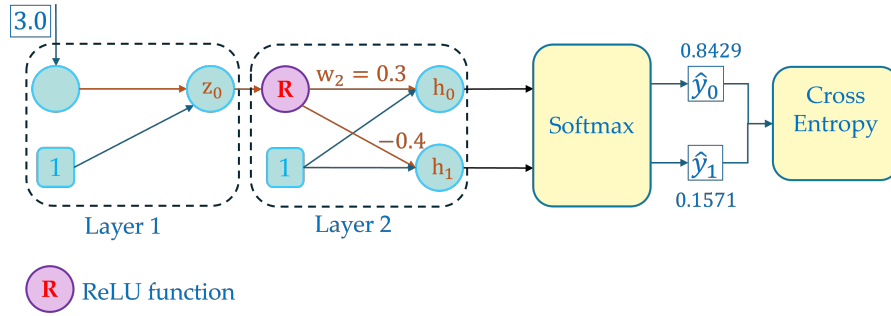 3.0
z₀
R
w₂ = 0.3
h₀
1
1
−0.4
h₁
Layer 1
Layer 2
Softmax
0.8429
ŷ₀
ŷ₁
0.1571
Cross
Entropy
R ReLU function